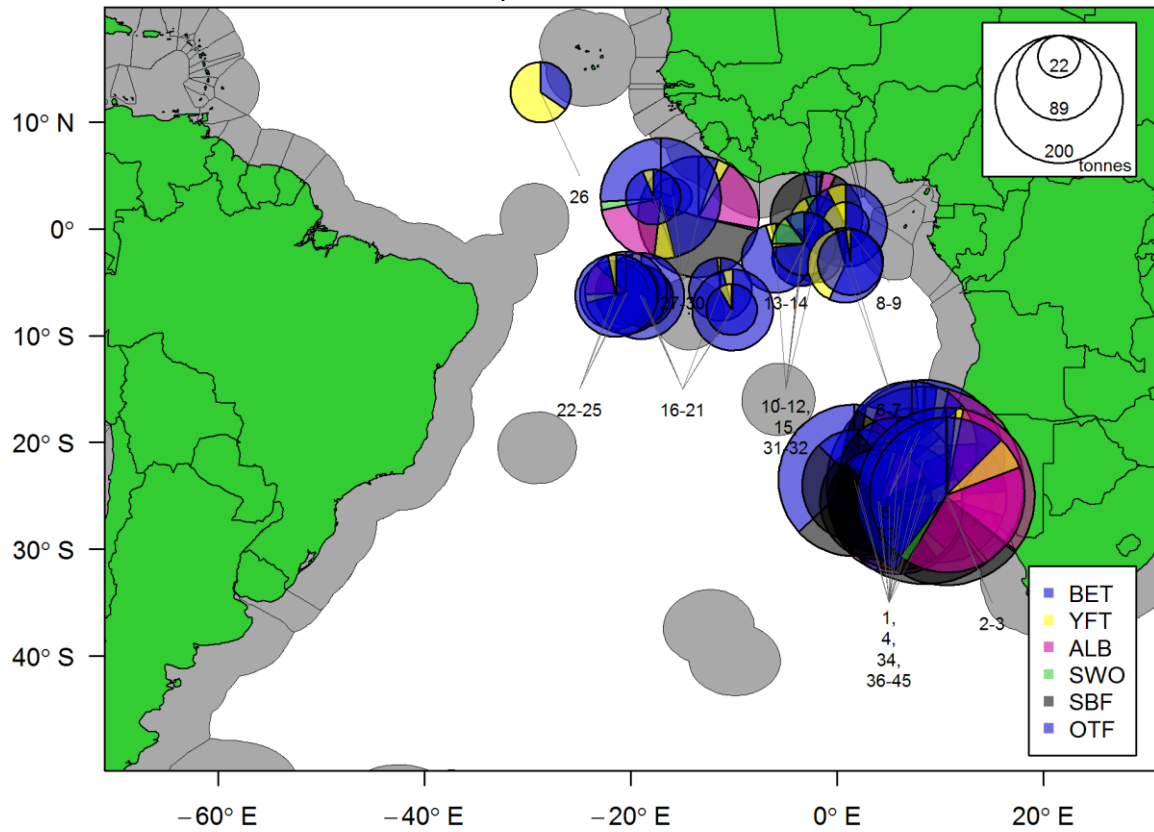 22
89
200
tonnes
10° N
0°
10° S
20° S
30° S
40° S
26
27-30
13-14
8-9
22-25
16-21
10-12,
15,
31-32
6-7
1,
4,
34,
36-45
2-3
BET
YFT
ALB
SWO
SBF
OTF
−60° E
−40° E
−20° E
0° E
20° E